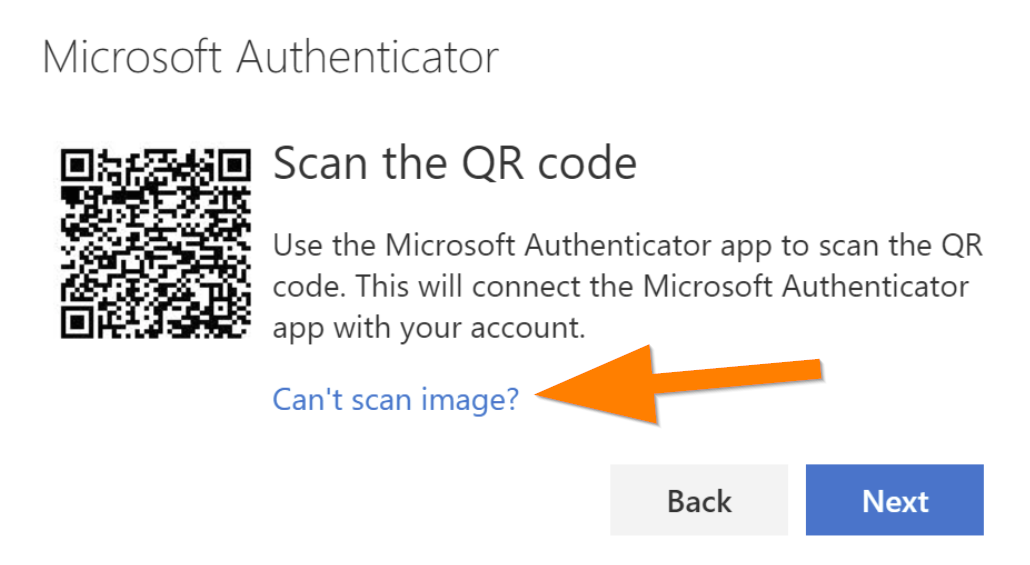 Microsoft Authenticator
Scan the QR code
Use the Microsoft Authenticator app to scan the QR
code. This will connect the Microsoft Authenticator
app with your account.
Can't scan image?
Back
Next